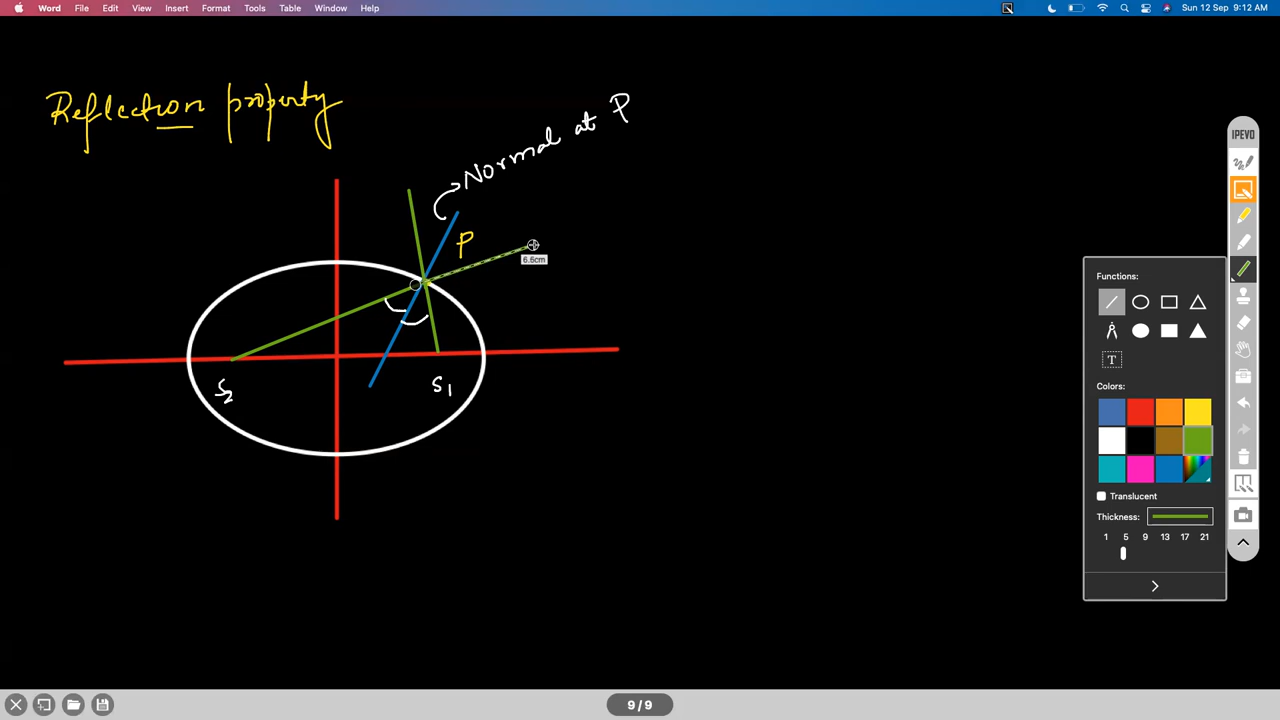 Word File Edit View Insert Format Tools Table Window Help
Sun 12 Sep 9:12 AM
Reflection property
Normal at P
P
6.5cm
S2
S1
IPEVO
Functions:
T
Colors:
Translucent
Thickness:
1 5 9 13 17 21
9 / 9